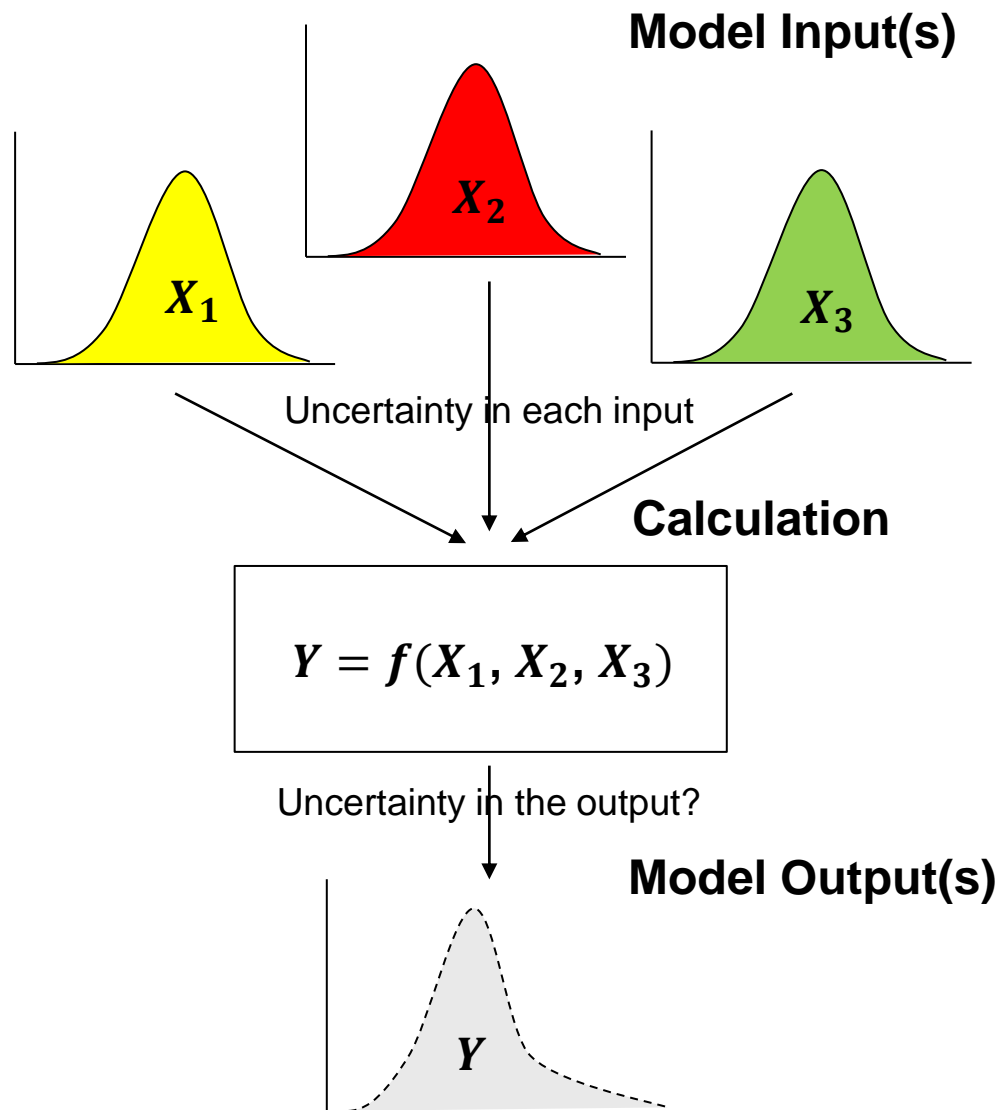 Model Input(s)
X₂
X₁
X₃
Uncertainty in each input
Calculation
Y = f(X₁, X₂, X₃)
Uncertainty in the output?
Model Output(s)
Y